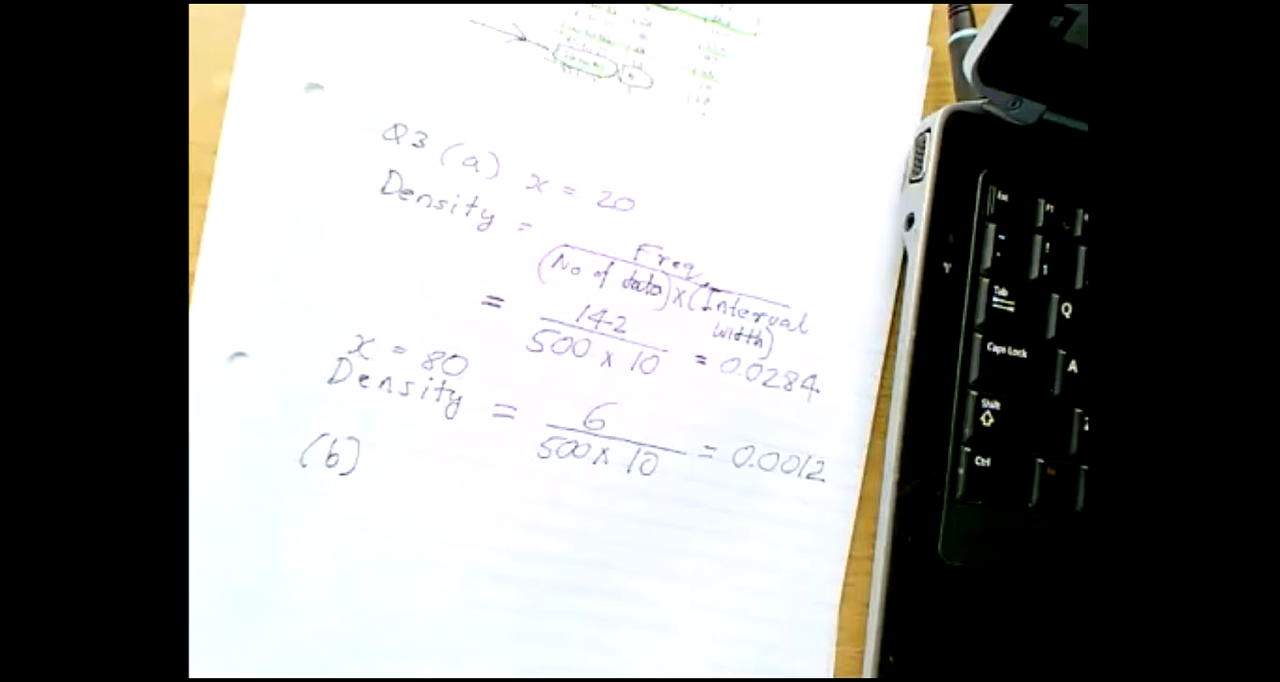 Q3 (a) x = 20
Density = Freq.
(No of data) x (Interval width)
= 142
500 x 10 = 0.0284
x = 80
Density = 6
500 x 10 = 0.0012
(b)
Tab
Q
Caps Lock
A
Shift
Ctrl